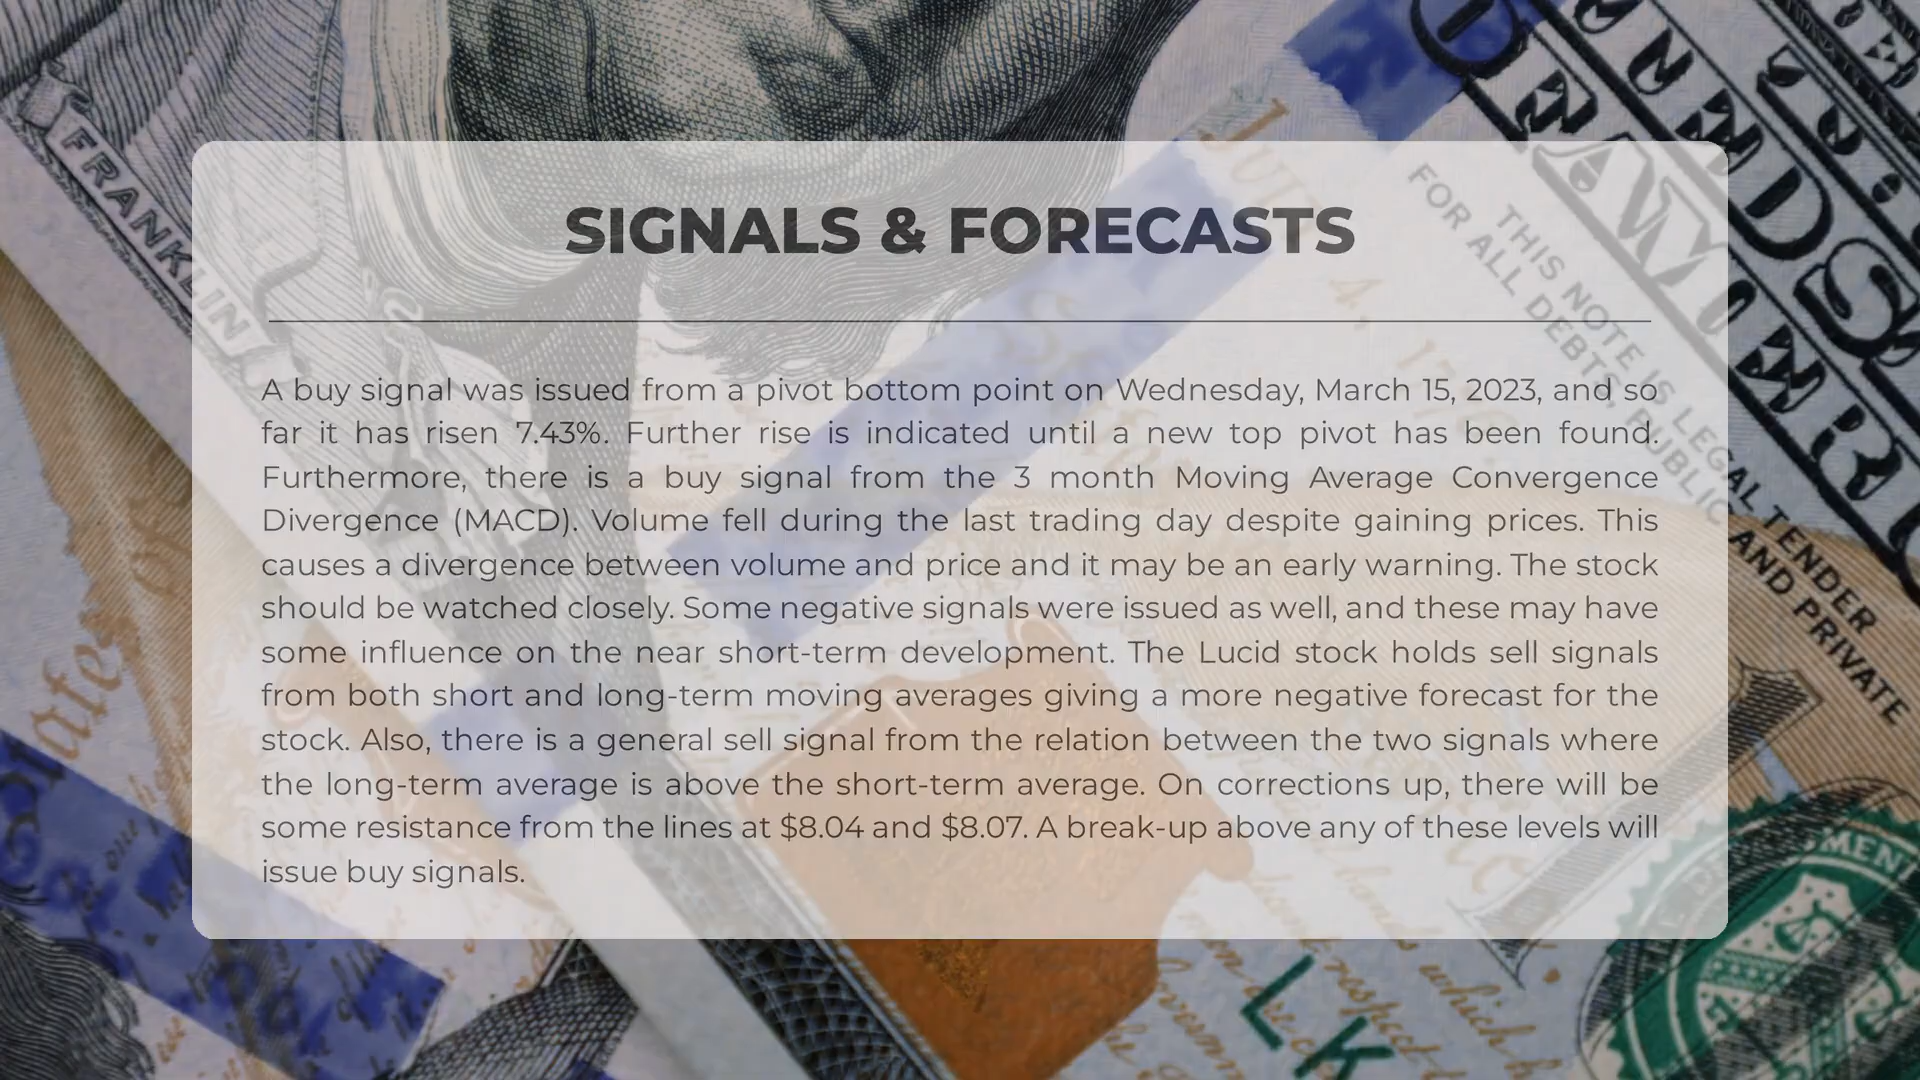 SIGNALS & FORECASTS
A buy signal was issued from a pivot bottom point on Wednesday, March 15, 2023, and so
far it has risen 7.43%. Further rise is indicated until a new top pivot has been found.
Furthermore, there is a buy signal from the 3 month Moving Average Convergence
Divergence (MACD). Volume fell during the last trading day despite gaining prices. This
causes a divergence between volume and price and it may be an early warning. The stock
should be watched closely. Some negative signals were issued as well, and these may have
some influence on the near short-term development. The Lucid stock holds sell signals
from both short and long-term moving averages giving a more negative forecast for the
stock. Also, there is a general sell signal from the relation between the two signals where
the long-term average is above the short-term average. On corrections up, there will be
some resistance from the lines at $8.04 and $8.07. A break-up above any of these levels will
issue buy signals.
FRANKLIN
THIS NOTE IS LEGAL TENDER
FOR ALL DEBTS, PUBLIC AND PRIVATE
LK